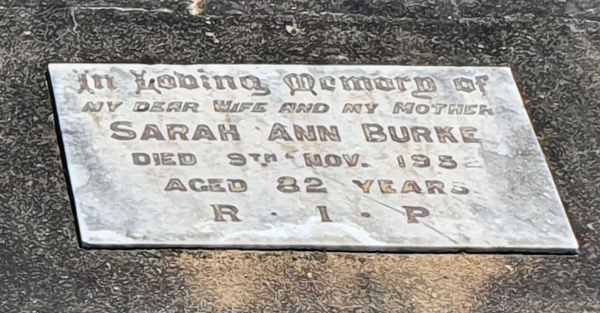 In Loving Memory of
MY DEAR WIFE AND MY MOTHER
SARAH ANN BURKE
DIED 9TH NOV.
AGED 82 YEARS
R · I · P